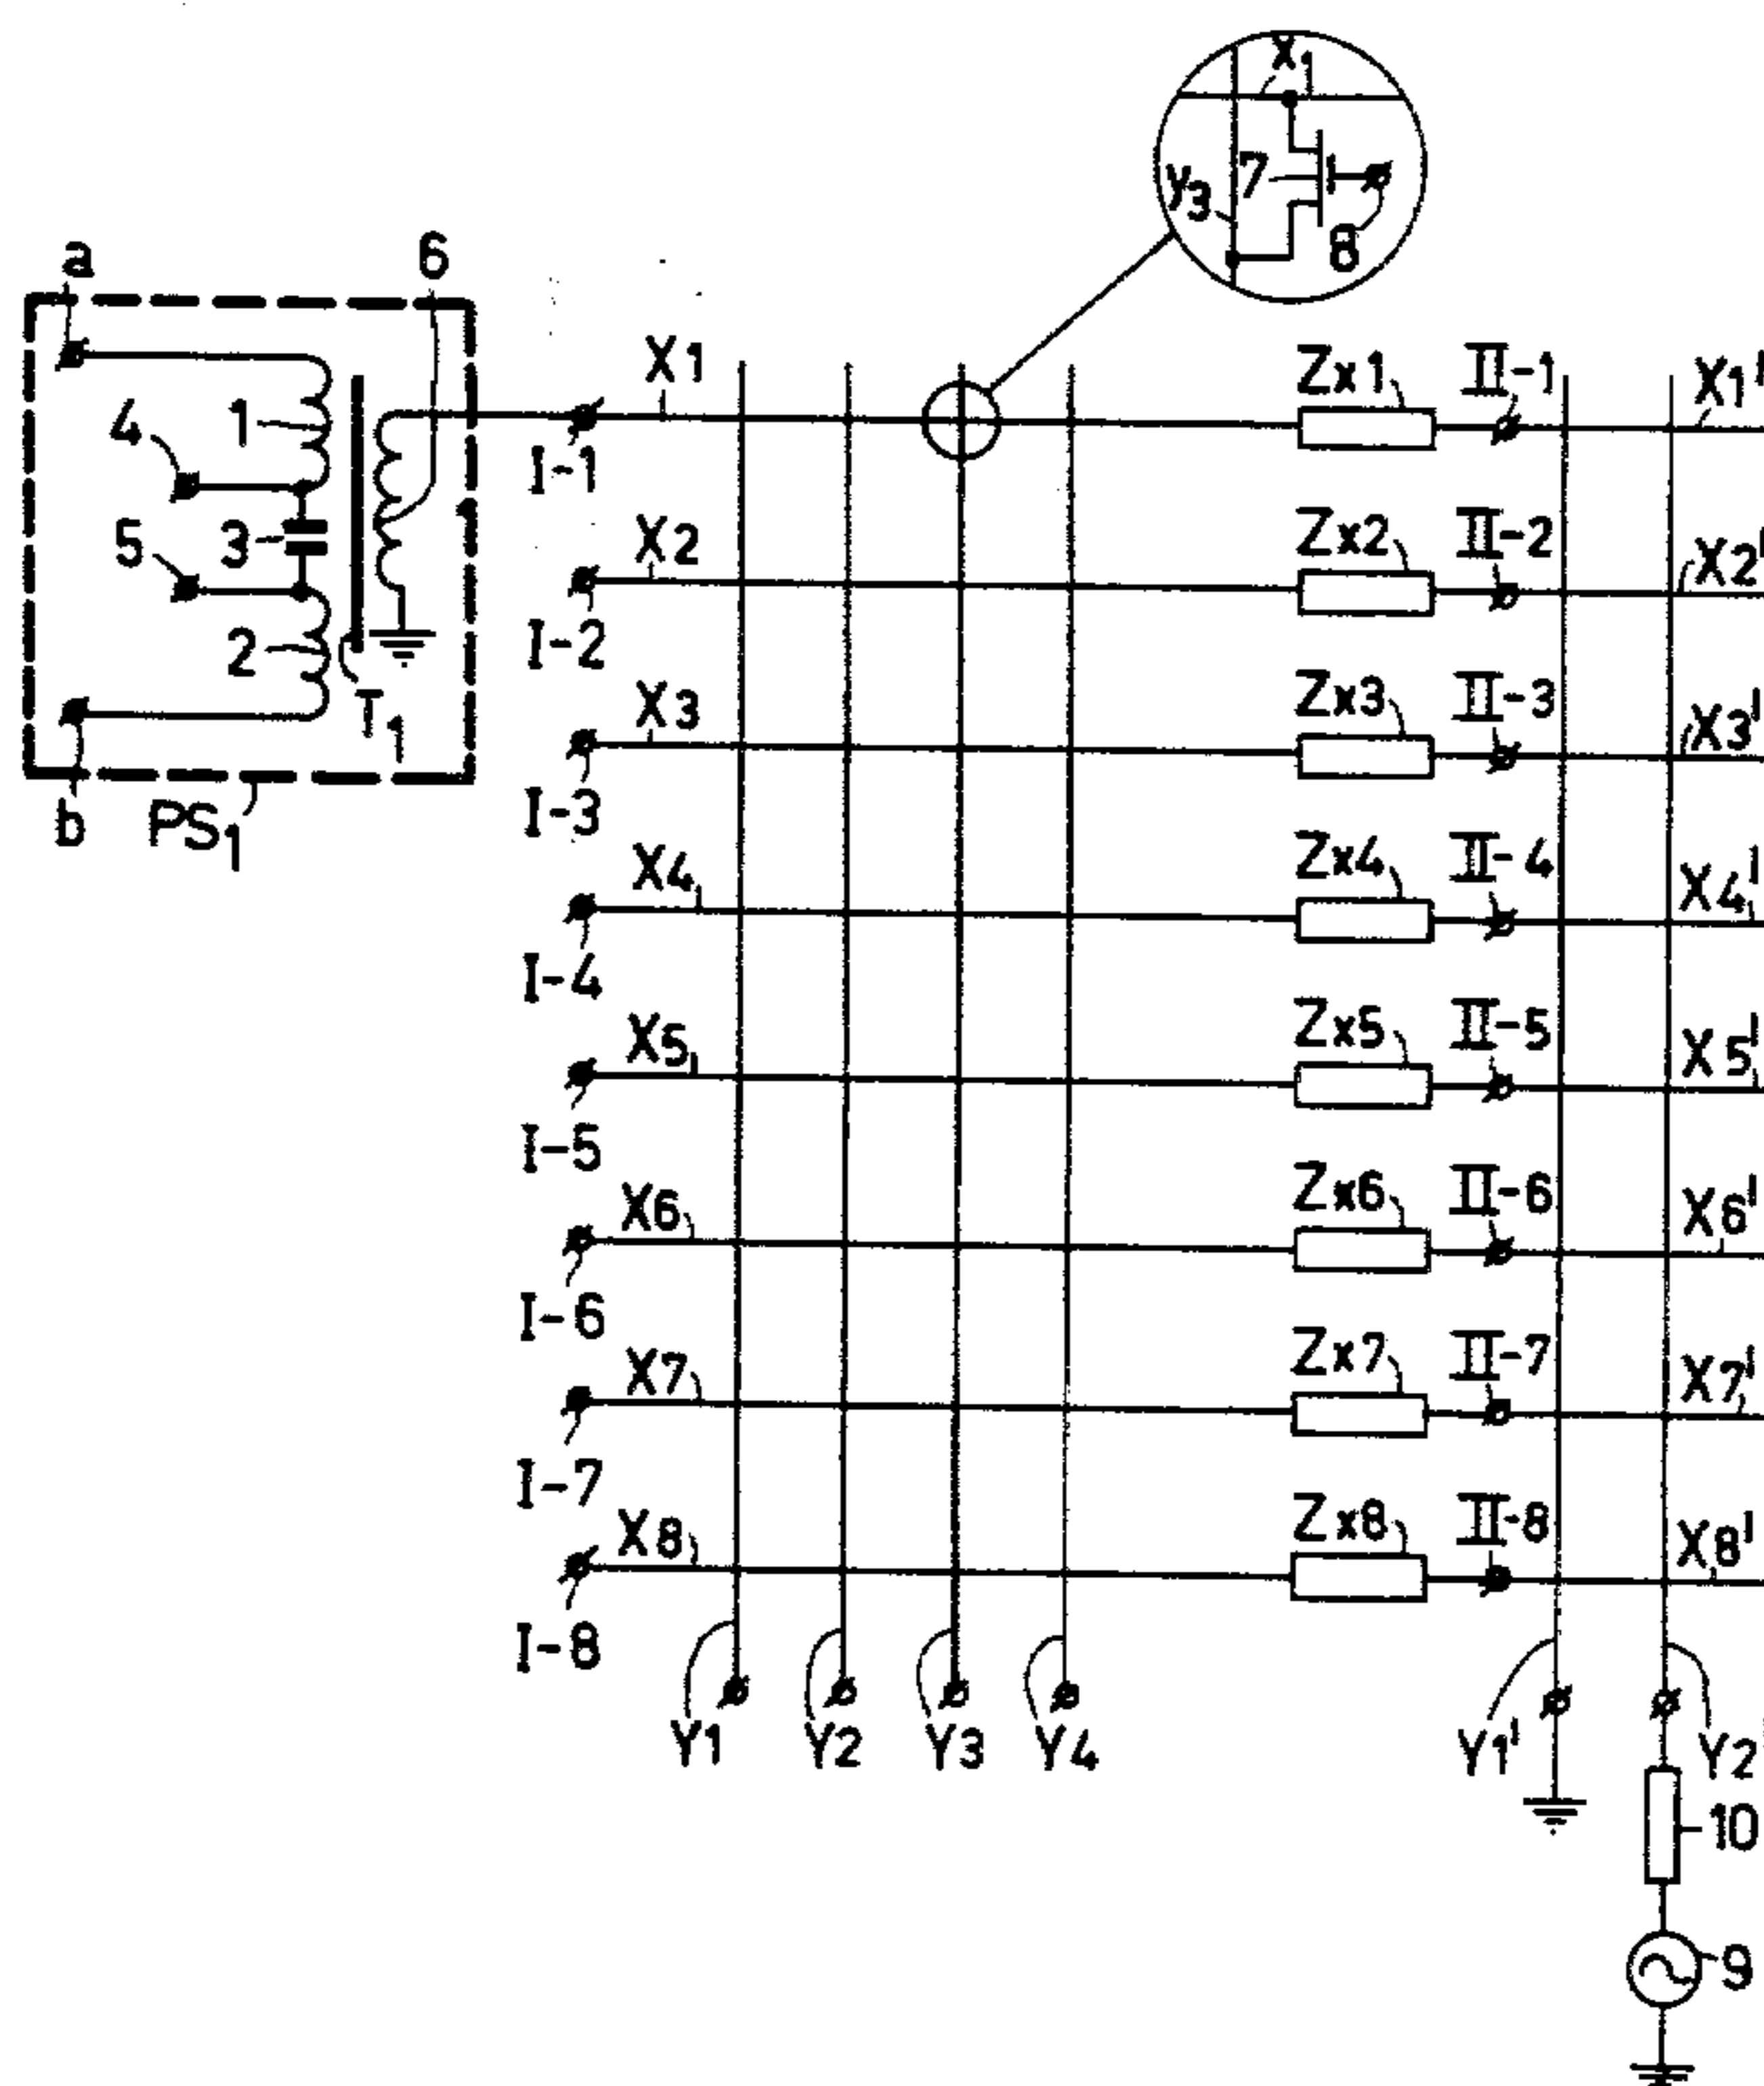 X1
y3 7
8
a 6
X1 Zx1 II-1 X1'
4 1
I-1
5 3
X2 Zx2 II-2 X2'
2
I-2
T1
X3 Zx3 II-3 X3'
b PS1
I-3
X4 Zx4 II-4 X4'
I-4
X5 Zx5 II-5 X5'
I-5
X6 Zx6 II-6 X6'
I-6
X7 Zx7 II-7 X7'
I-7
X8 Zx8 II-8 X8'
I-8
Y1 Y2 Y3 Y4 Y1' Y2'
10
9